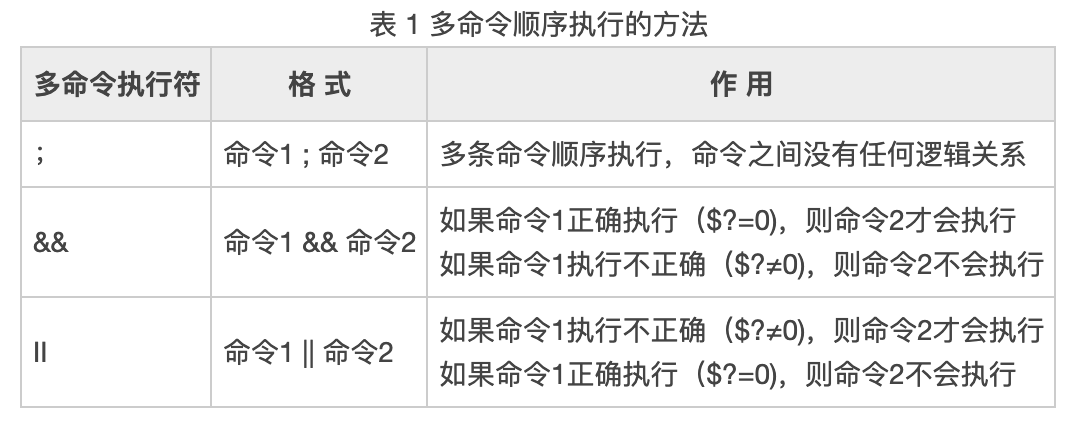 表 1 多命令顺序执行的方法
多命令执行符 格 式 作 用
; 命令1 ; 命令2 多条命令顺序执行，命令之间没有任何逻辑关系
&& 命令1 && 命令2 如果命令1正确执行（$?=0)，则命令2才会执行
如果命令1执行不正确（$?≠0)，则命令2不会执行
|| 命令1 || 命令2 如果命令1执行不正确（$?≠0)，则命令2才会执行
如果命令1正确执行（$?=0)，则命令2不会执行